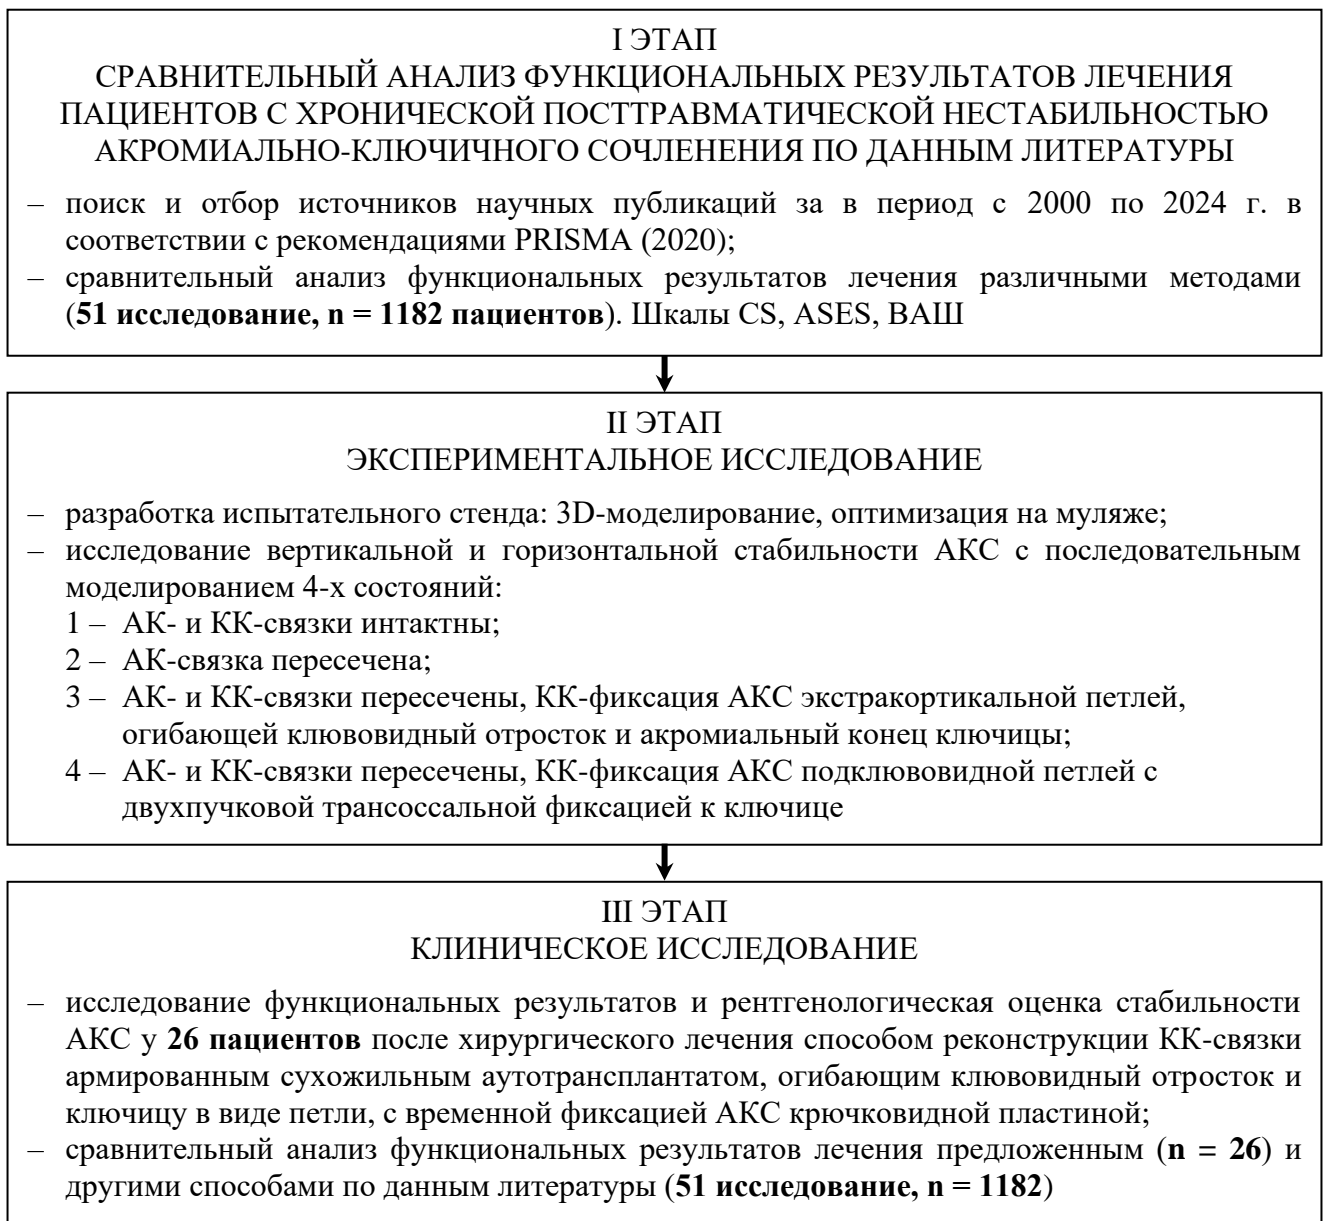 I ЭТАП
СРАВНИТЕЛЬНЫЙ АНАЛИЗ ФУНКЦИОНАЛЬНЫХ РЕЗУЛЬТАТОВ ЛЕЧЕНИЯ
ПАЦИЕНТОВ С ХРОНИЧЕСКОЙ ПОСТТРАВМАТИЧЕСКОЙ НЕСТАБИЛЬНОСТЬЮ
АКРОМИАЛЬНО-КЛЮЧИЧНОГО СОЧЛЕНЕНИЯ ПО ДАННЫМ ЛИТЕРАТУРЫ
– поиск и отбор источников научных публикаций за в период с 2000 по 2024 г. в
соответствии с рекомендациями PRISMA (2020);
– сравнительный анализ функциональных результатов лечения различными методами
(51 исследование, n = 1182 пациентов). Шкалы CS, ASES, ВАШ
II ЭТАП
ЭКСПЕРИМЕНТАЛЬНОЕ ИССЛЕДОВАНИЕ
– разработка испытательного стенда: 3D-моделирование, оптимизация на муляже;
– исследование вертикальной и горизонтальной стабильности АКС с последовательным
моделированием 4-х состояний:
1 – АК- и КК-связки интактны;
2 – АК-связка пересечена;
3 – АК- и КК-связки пересечены, КК-фиксация АКС экстракортикальной петлей,
огибающей клювовидный отросток и акромиальный конец ключицы;
4 – АК- и КК-связки пересечены, КК-фиксация АКС подклювовидной петлей с
двухпучковой трансоссальной фиксацией к ключице
III ЭТАП
КЛИНИЧЕСКОЕ ИССЛЕДОВАНИЕ
– исследование функциональных результатов и рентгенологическая оценка стабильности
АКС у 26 пациентов после хирургического лечения способом реконструкции КК-связки
армированным сухожильным аутотрансплантатом, огибающим клювовидный отросток и
ключицу в виде петли, с временной фиксацией АКС крючковидной пластиной;
– сравнительный анализ функциональных результатов лечения предложенным (n = 26) и
другими способами по данным литературы (51 исследование, n = 1182)